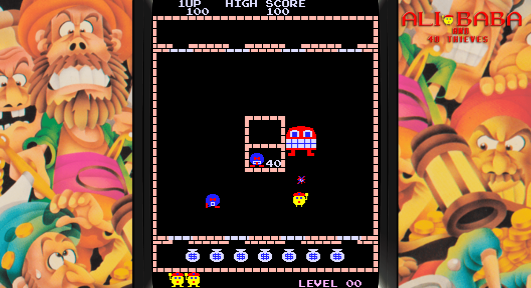 1UP HIGH SCORE
100 100
ALI BABA
AND
40 THIEVES
40
LEVEL 00